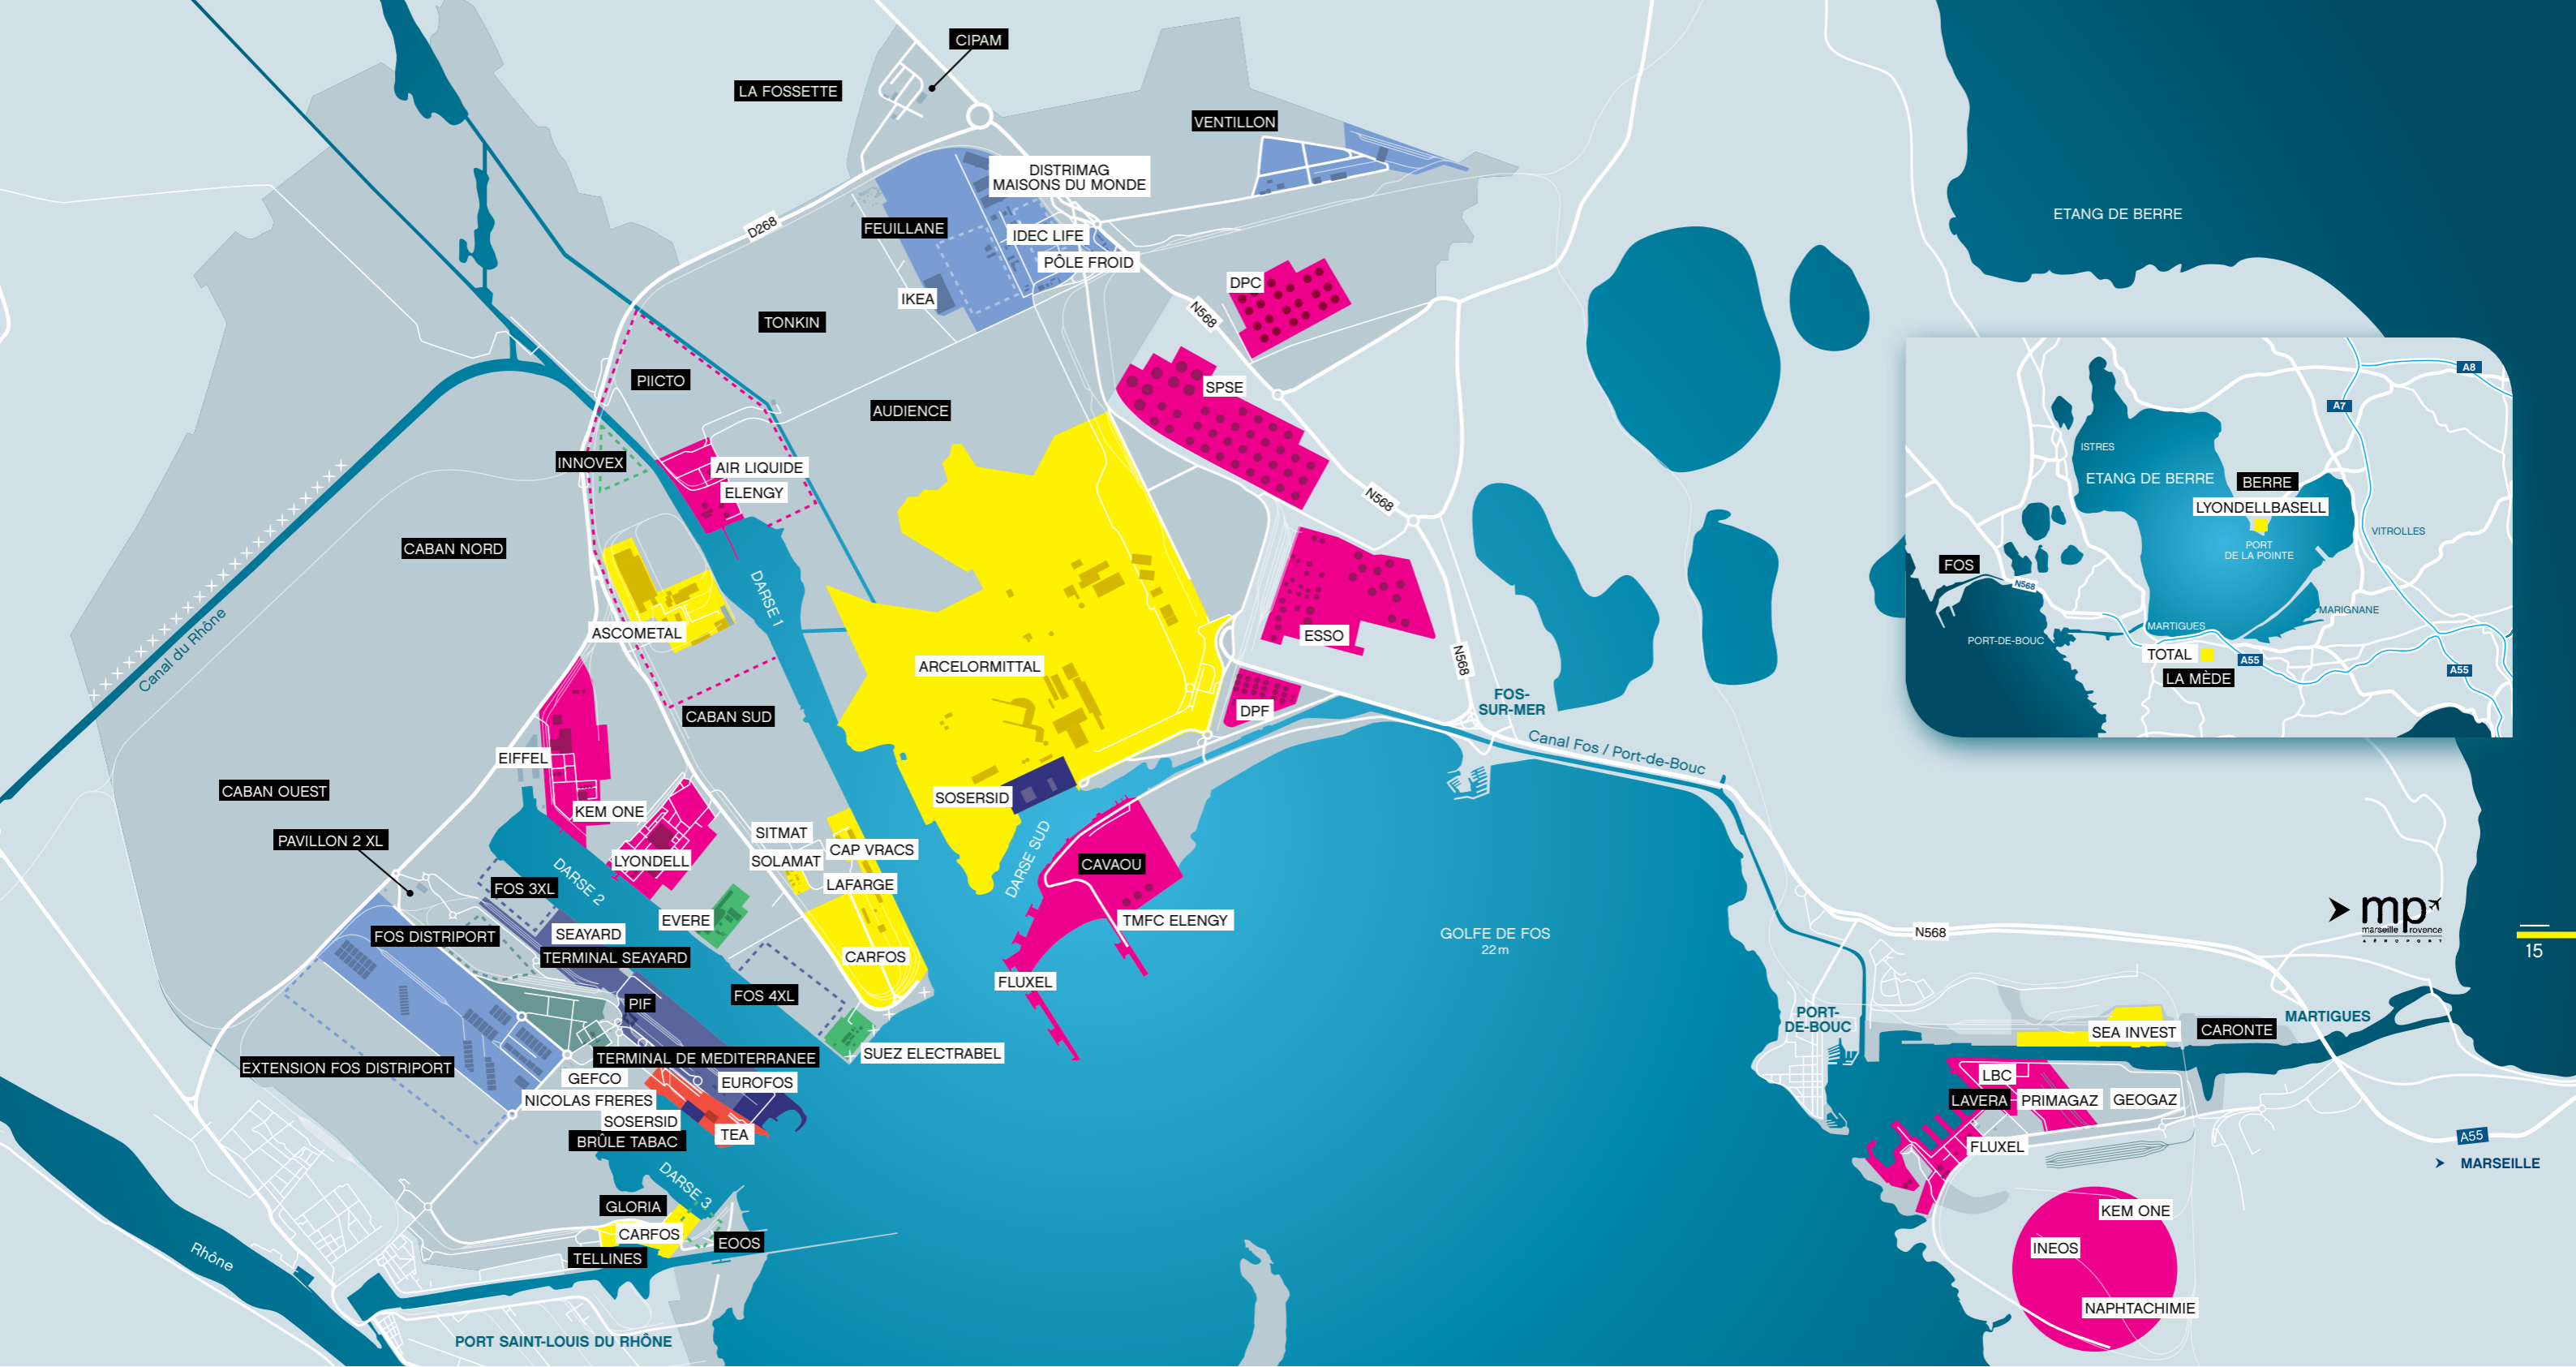 CIPAM
LA FOSSETTE
VENTILLON
DISTRIMAG
MAISONS DU MONDE
FEUILLANE
IDEC LIFE
PÔLE FROID
IKEA
D268
TONKIN
DPC
N568
ETANG DE BERRE
PIICTO
AUDIENCE
SPSE
INNOVEX
AIR LIQUIDE
ELENGY
N568
CABAN NORD
DARSE 1
ASCOMETAL
Canal du Rhône
ARCELORMITTAL
ESSO
N568
CABAN SUD
DPF
FOS-
SUR-MER
Canal Fos / Port-de-Bouc
EIFFEL
CABAN OUEST
SOSERSID
KEM ONE
PAVILLON 2 XL
SITMAT
CAP VRACS
SOLAMAT
LYONDELL
LAFARGE
DARSE SUD
CAVAOU
DARSE 2
FOS 3XL
EVERE
TMFC ELENGY
FOS DISTRIPORT
SEAYARD
TERMINAL SEAYARD
CARFOS
GOLFE DE FOS
22 m
FLUXEL
FOS 4XL
PIF
SUEZ ELECTRABEL
EXTENSION FOS DISTRIPORT
TERMINAL DE MEDITERRANEE
GEFCO
EUROFOS
NICOLAS FRERES
SOSERSID
BRÛLE TABAC
TEA
DARSE 3
GLORIA
CARFOS
EOOS
TELLINES
Rhône
PORT SAINT-LOUIS DU RHÔNE
A8
A7
ISTRES
ETANG DE BERRE
BERRE
LYONDELLBASELL
VITROLLES
PORT
DE LA POINTE
FOS
N568
MARIGNANE
MARTIGUES
PORT-DE-BOUC
TOTAL
A55
A55
LA MÈDE
mp
marseille provence
AÉROPORT
15
N568
PORT-
DE-BOUC
MARTIGUES
SEA INVEST
CARONTE
LBC
LAVERA
PRIMAGAZ
GEOGAZ
FLUXEL
A55
MARSEILLE
KEM ONE
INEOS
NAPHTACHIMIE